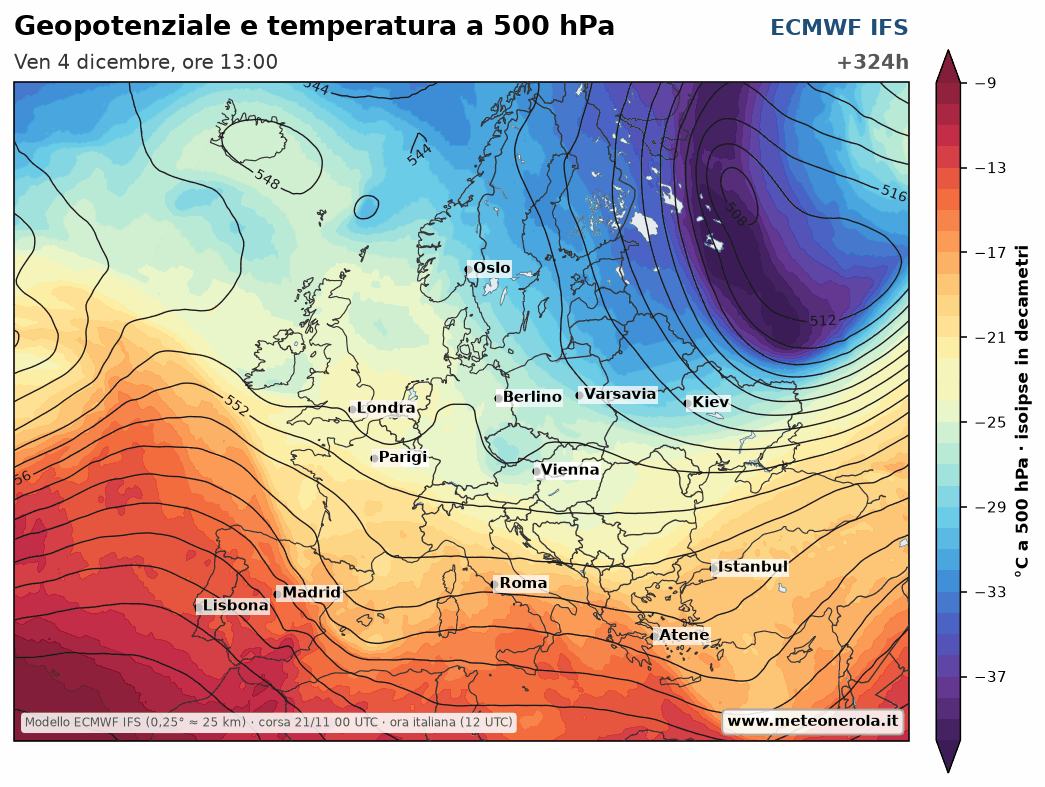 Geopotenziale e temperatura a 500 hPa
ECMWF IFS
Ven 4 dicembre, ore 13:00
+324h
544
544
548
552
56
516
508
512
Oslo
Londra
Berlino
Varsavia
Kiev
Parigi
Vienna
Istanbul
Roma
Madrid
Lisbona
Atene
−9
−13
−17
−21
−25
−29
−33
−37
°C a 500 hPa · isoipse in decametri
Modello ECMWF IFS (0,25° ≈ 25 km) · corsa 21/11 00 UTC · ora italiana (12 UTC)
www.meteonerola.it